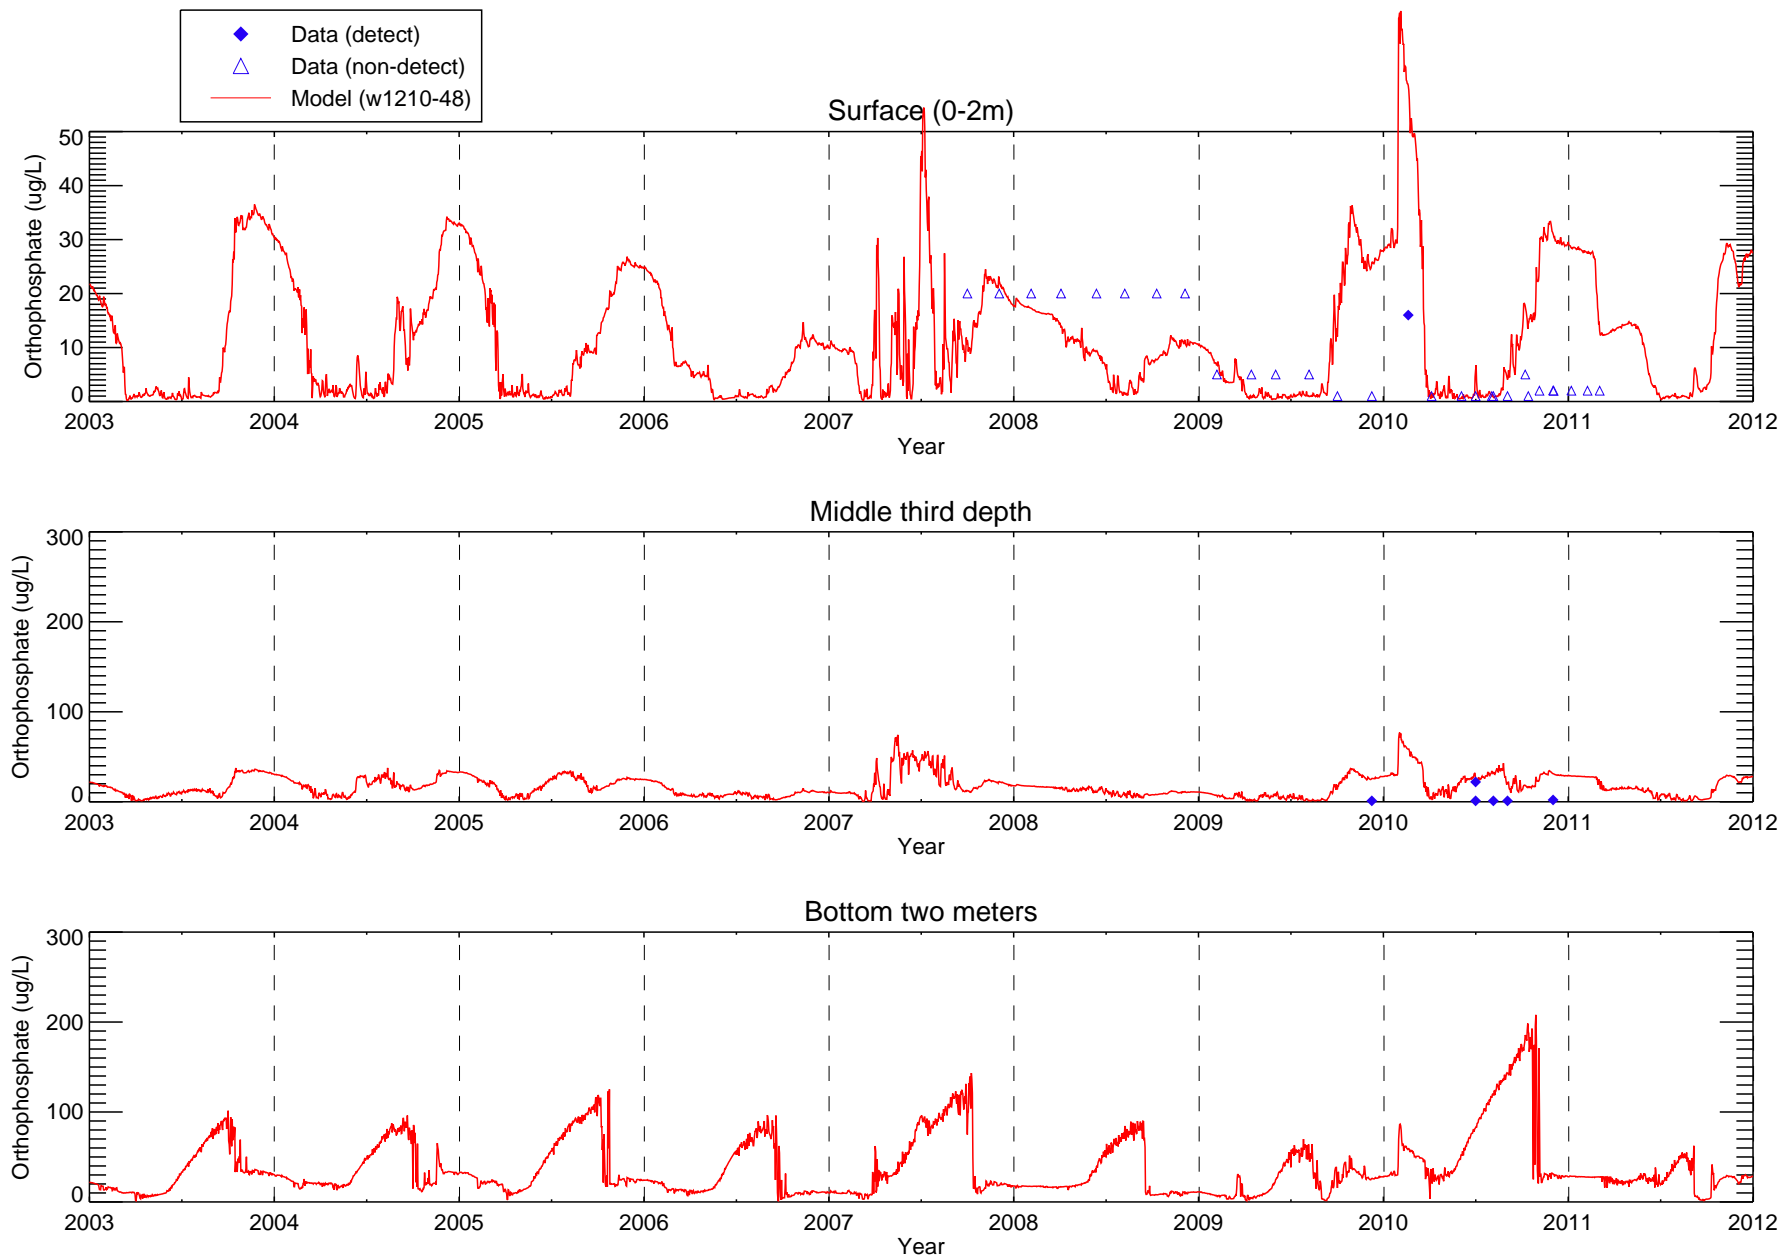 Data (detect)
Data (non-detect)
Model (w1210-48)
Surface (0-2m)
Orthophosphate (ug/L)
50
40
30
20
10
0
2003 2004 2005 2006 2007 2008 2009 2010 2011 2012
Year
Middle third depth
Orthophosphate (ug/L)
300
200
100
0
2003 2004 2005 2006 2007 2008 2009 2010 2011 2012
Year
Bottom two meters
Orthophosphate (ug/L)
300
200
100
0
2003 2004 2005 2006 2007 2008 2009 2010 2011 2012
Year